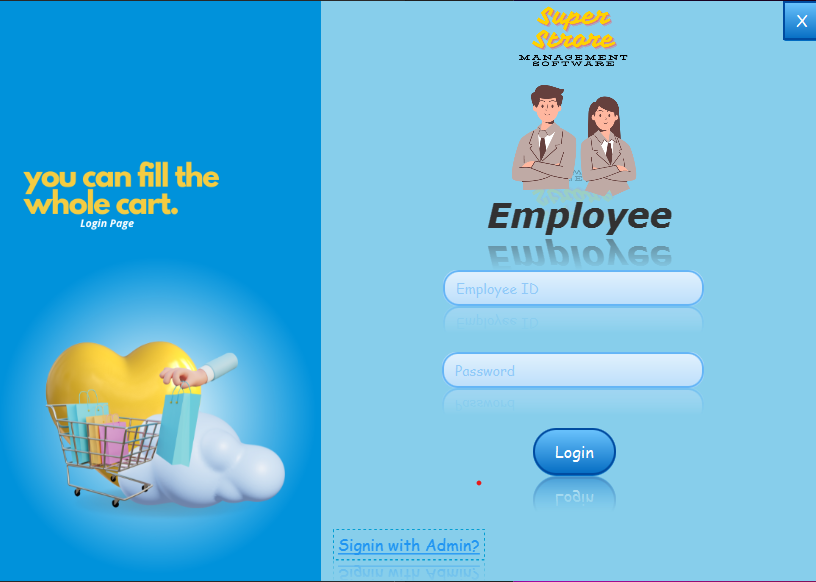 Super
Strore
MANAGEMENT
SOFTWARE
X
you can fill the
whole cart.
Login Page
Employee
Employee ID
Password
Login
Signin with Admin?